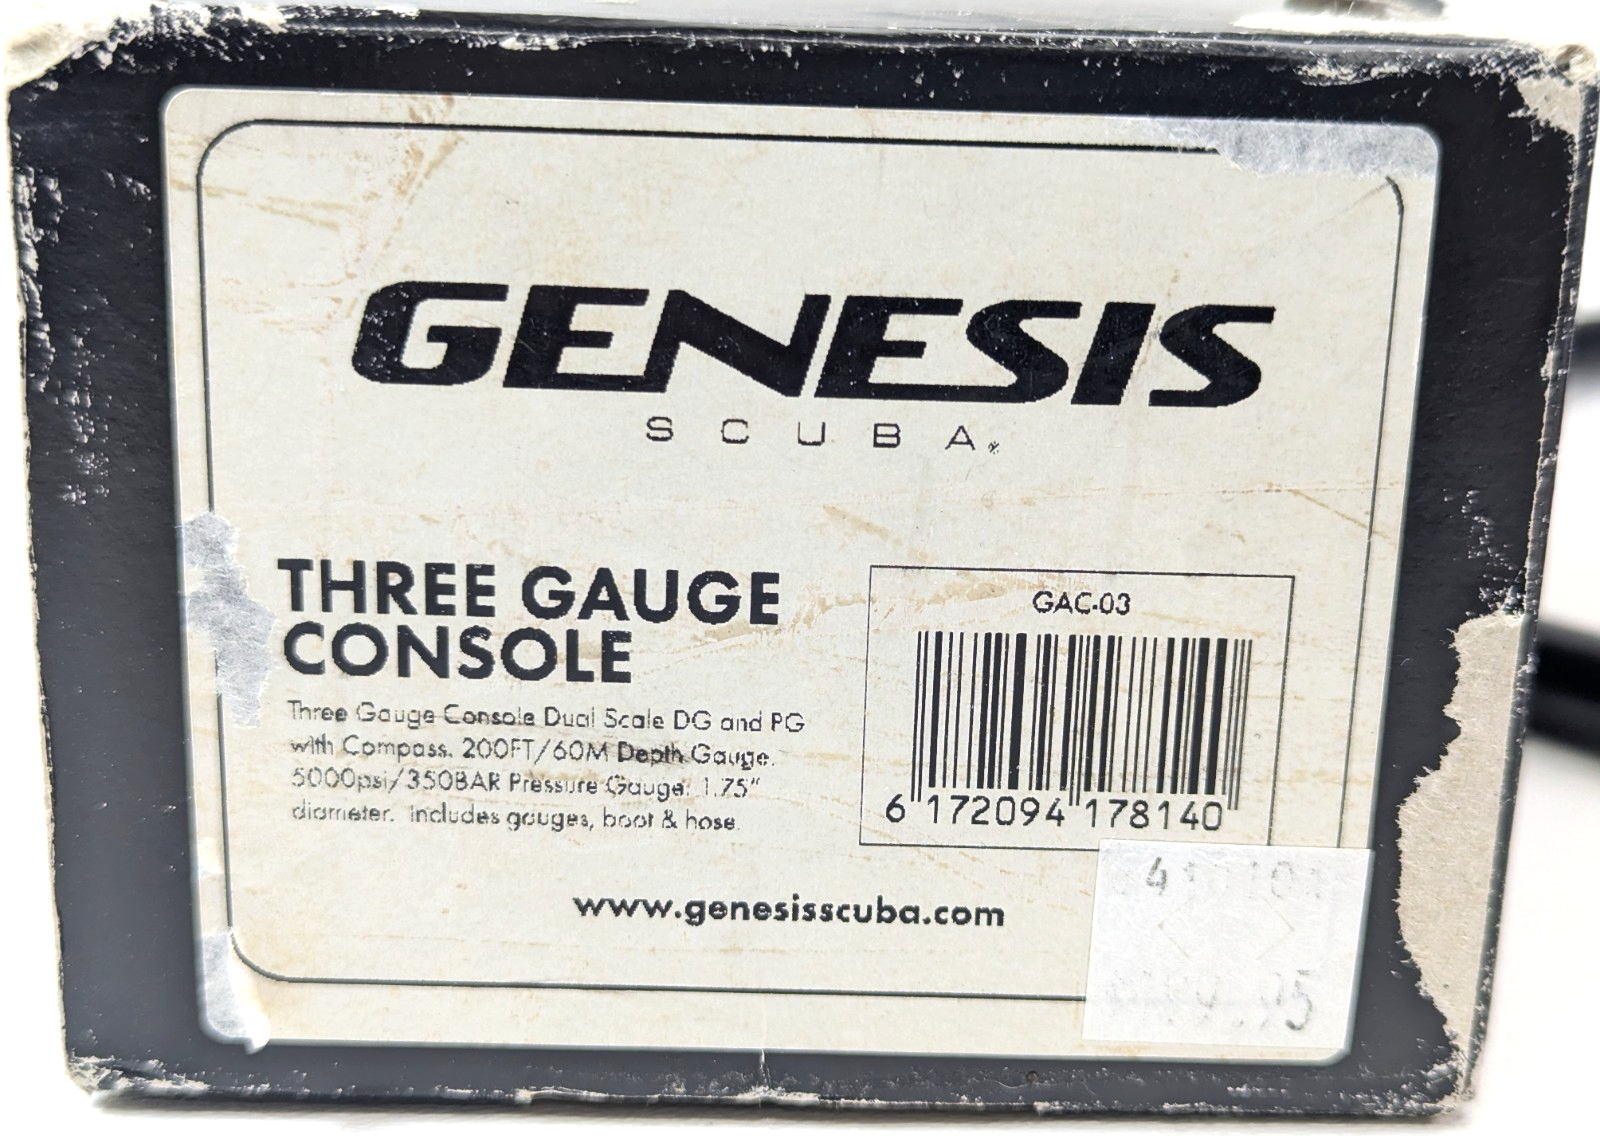 GENESIS
SCUBA
THREE GAUGE
CONSOLE
Three Gauge Console Dual Scale DG and PG
with Compass. 200FT/60M Depth Gauge.
5000psi/350BAR Pressure Gauge. 1.75"
diameter. Includes gauges, boot & hose.
GAC-03
6 172094 178140
www.genesisscuba.com